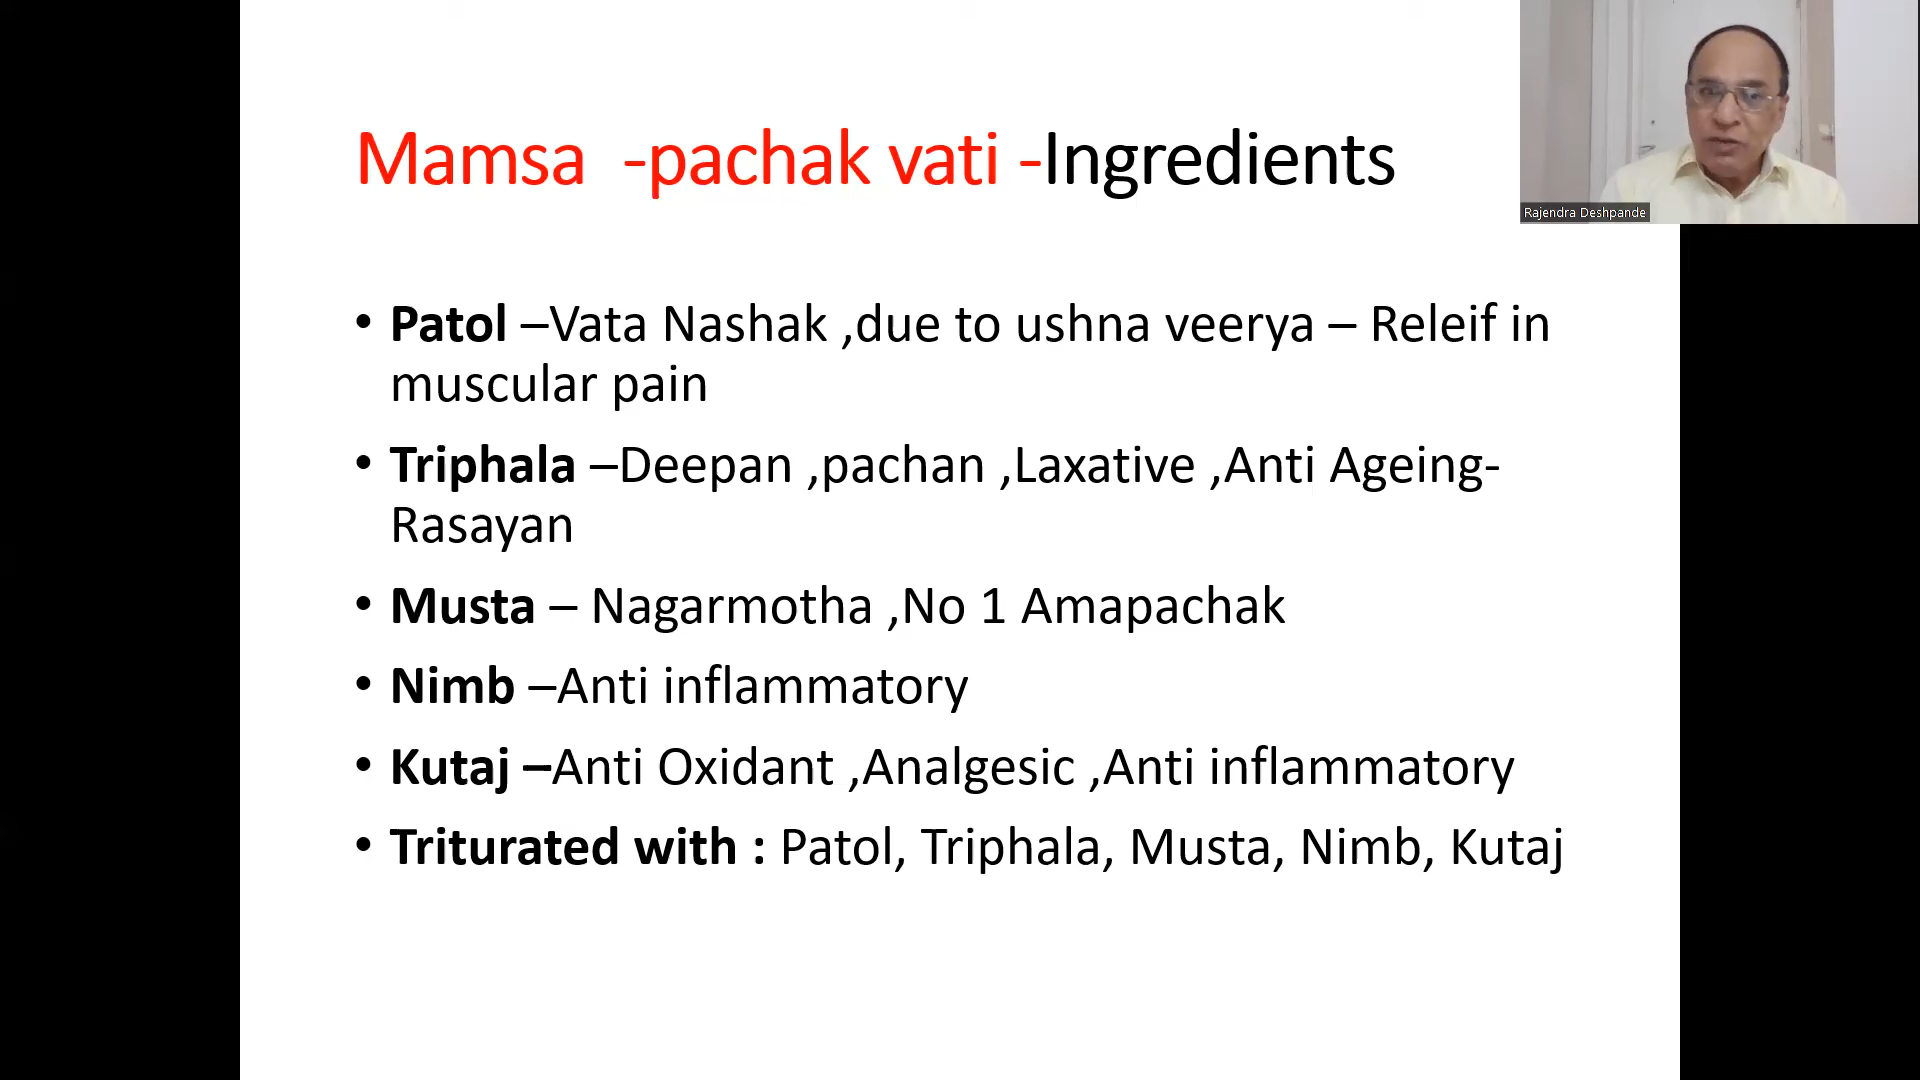 Mamsa -pachak vati -Ingredients
Rajendra Deshpande
• Patol –Vata Nashak ,due to ushna veerya – Releif in
muscular pain
• Triphala –Deepan ,pachan ,Laxative ,Anti Ageing-
Rasayan
• Musta – Nagarmotha ,No 1 Amapachak
• Nimb –Anti inflammatory
• Kutaj –Anti Oxidant ,Analgesic ,Anti inflammatory
• Triturated with : Patol, Triphala, Musta, Nimb, Kutaj